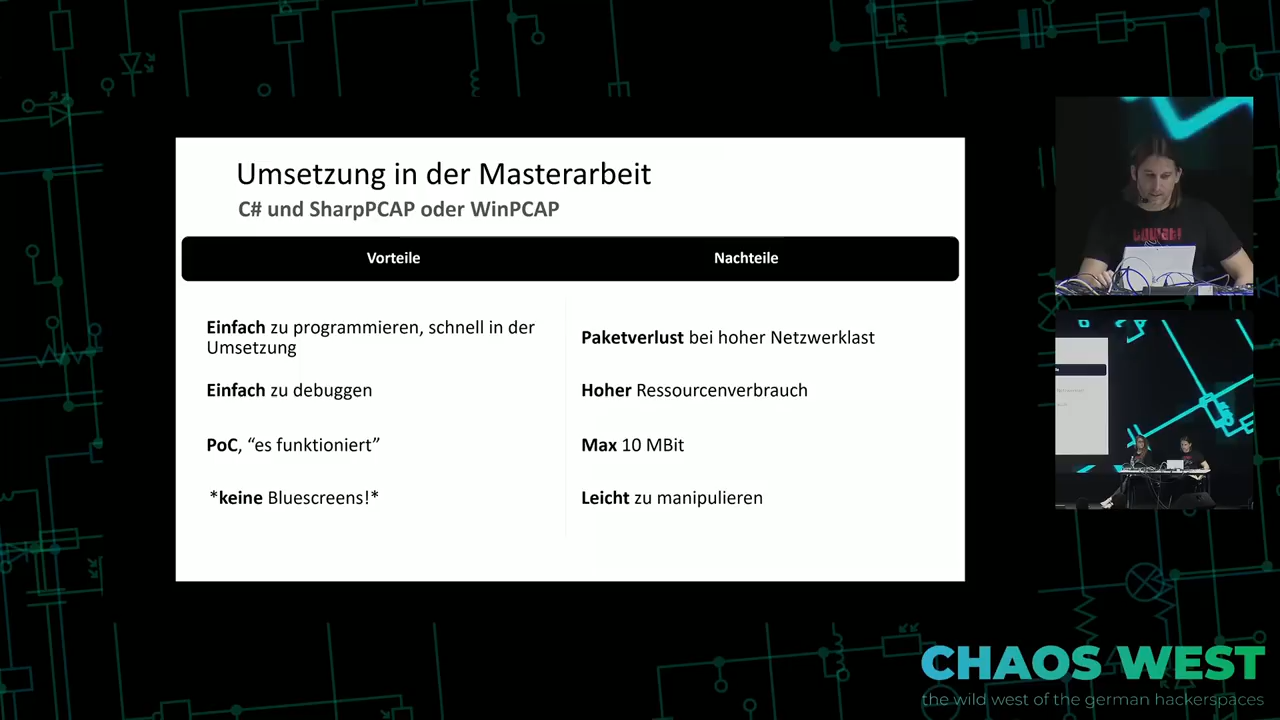 Umsetzung in der Masterarbeit
C# und SharpPCAP oder WinPCAP
Vorteile
Nachteile
Einfach zu programmieren, schnell in der
Umsetzung
Paketverlust bei hoher Netzwerklast
Einfach zu debuggen
Hoher Ressourcenverbrauch
PoC, “es funktioniert”
Max 10 MBit
*keine Bluescreens!*
Leicht zu manipulieren
CHAOS WEST
the wild west of the german hackerspaces